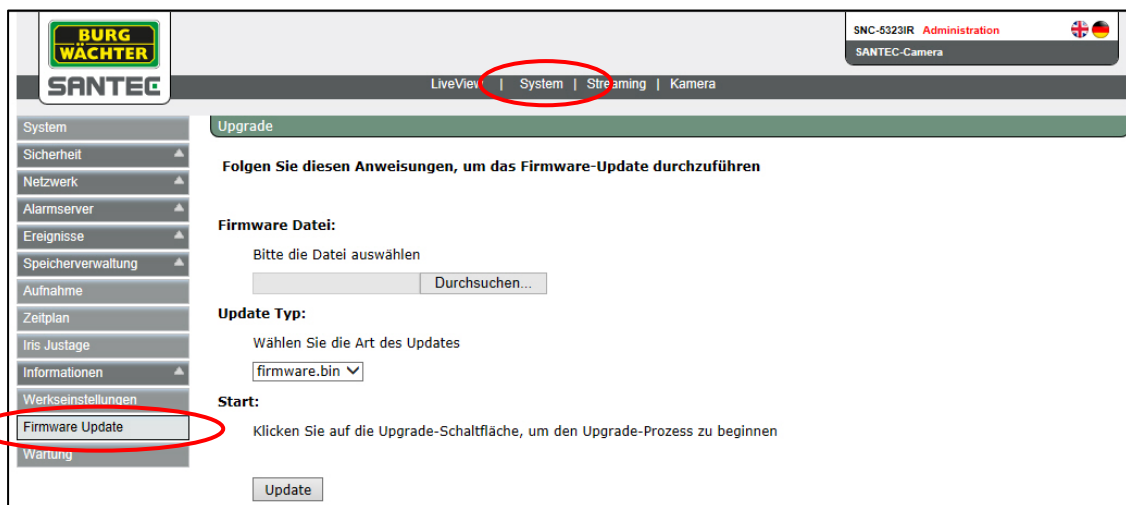 BURG
WÄCHTER
SANTEC
SNC-5323IR Administration
SANTEC-Camera
LiveView | System | Streaming | Kamera
System
Sicherheit
Netzwerk
Alarmserver
Ereignisse
Speicherverwaltung
Aufnahme
Zeitplan
Iris Justage
Informationen
Werkseinstellungen
Firmware Update
Wartung
Upgrade
Folgen Sie diesen Anweisungen, um das Firmware-Update durchzuführen
Firmware Datei:
Bitte die Datei auswählen
Durchsuchen...
Update Typ:
Wählen Sie die Art des Updates
firmware.bin
Start:
Klicken Sie auf die Upgrade-Schaltfläche, um den Upgrade-Prozess zu beginnen
Update